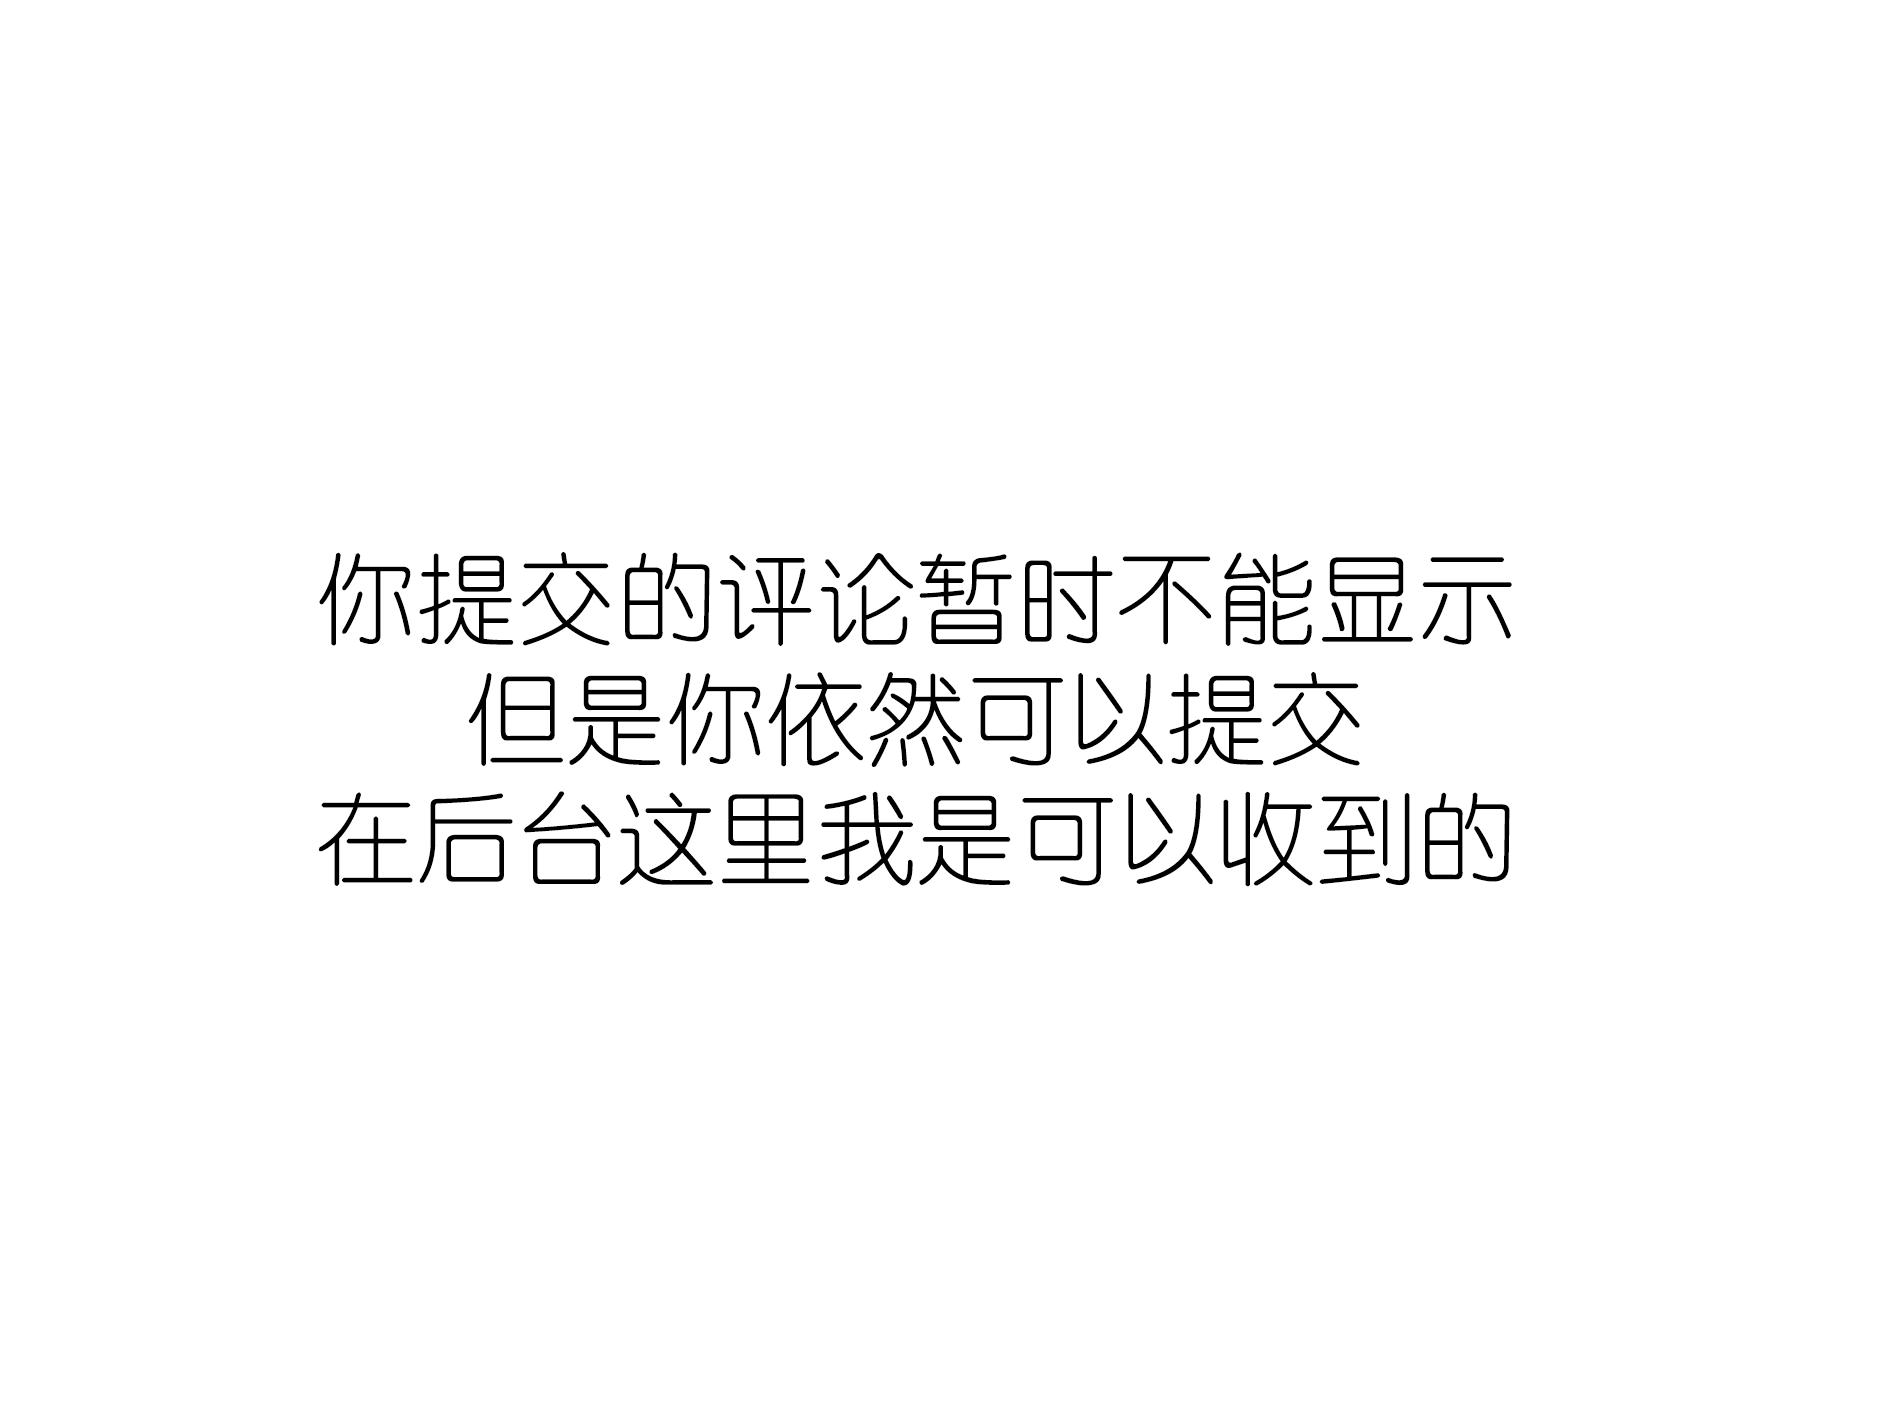 你提交的评论暂时不能显示
但是你依然可以提交
在后台这里我是可以收到的